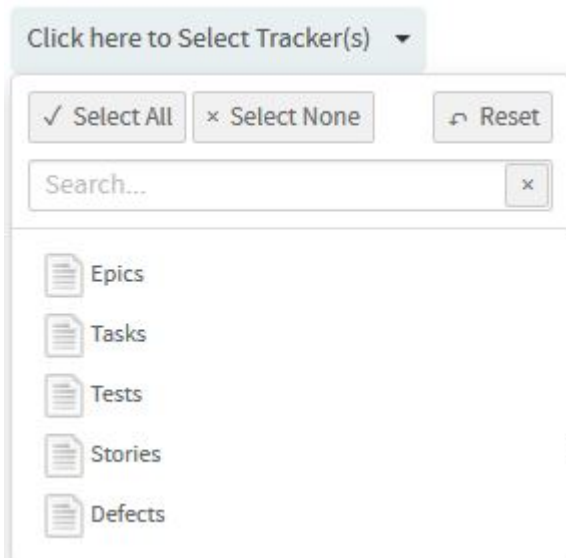 Click here to Select Tracker(s)
✓ Select All × Select None Reset
Search... ×
Epics
Tasks
Tests
Stories
Defects